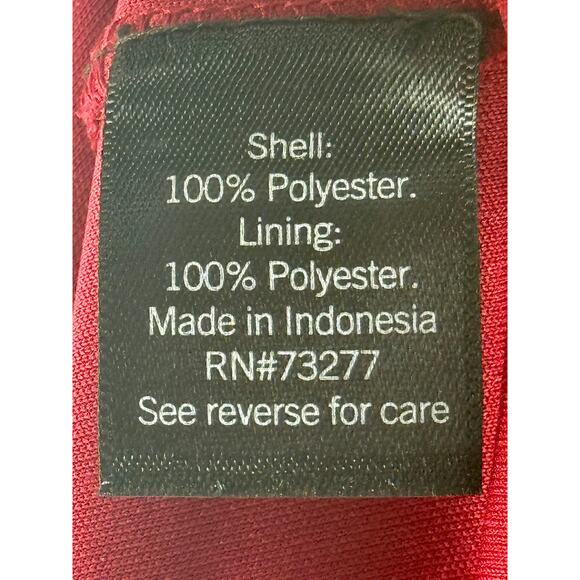 Shell:
100% Polyester.
Lining:
100% Polyester.
Made in Indonesia
RN#73277
See reverse for care